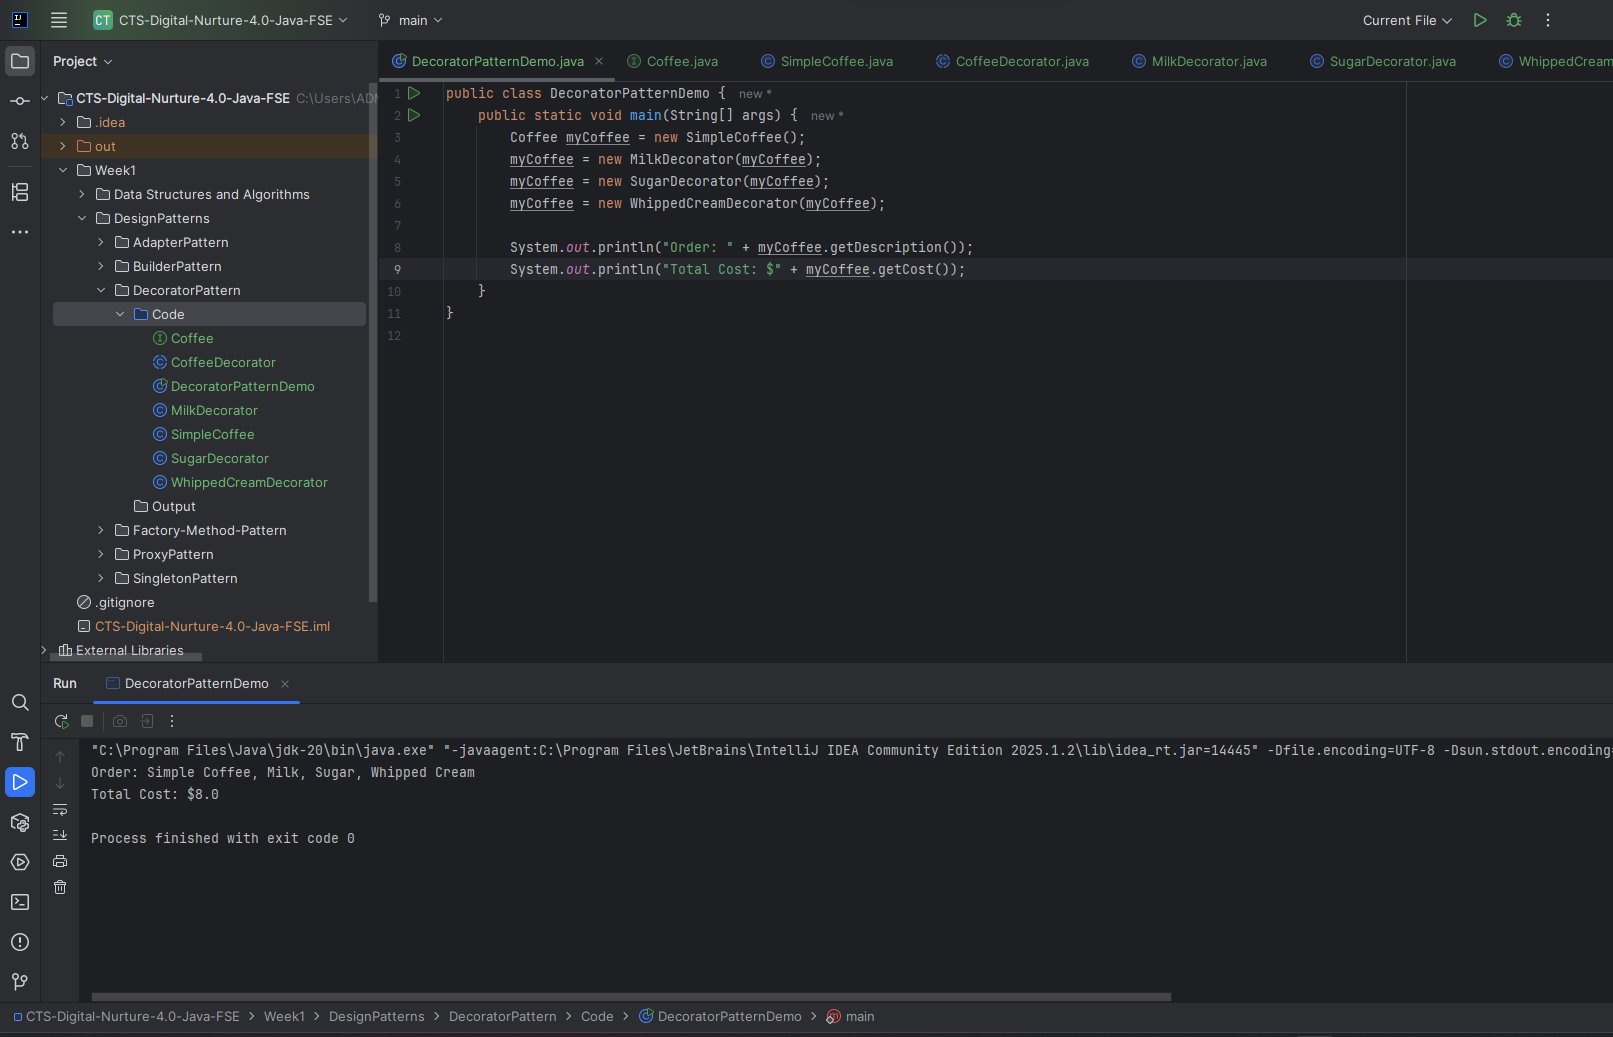 CT CTS-Digital-Nurture-4.0-Java-FSE main Current File
Project
CTS-Digital-Nurture-4.0-Java-FSE C:\Users\AD
.idea
out
Week1
Data Structures and Algorithms
DesignPatterns
AdapterPattern
BuilderPattern
DecoratorPattern
Code
Coffee
CoffeeDecorator
DecoratorPatternDemo
MilkDecorator
SimpleCoffee
SugarDecorator
WhippedCreamDecorator
Output
Factory-Method-Pattern
ProxyPattern
SingletonPattern
.gitignore
CTS-Digital-Nurture-4.0-Java-FSE.iml
External Libraries
DecoratorPatternDemo.java Coffee.java SimpleCoffee.java CoffeeDecorator.java MilkDecorator.java SugarDecorator.java WhippedCream
1 public class DecoratorPatternDemo { new *
2 public static void main(String[] args) { new *
3 Coffee myCoffee = new SimpleCoffee();
4 myCoffee = new MilkDecorator(myCoffee);
5 myCoffee = new SugarDecorator(myCoffee);
6 myCoffee = new WhippedCreamDecorator(myCoffee);
7
8 System.out.println("Order: " + myCoffee.getDescription());
9 System.out.println("Total Cost: $" + myCoffee.getCost());
10 }
11 }
12
Run DecoratorPatternDemo
"C:\Program Files\Java\jdk-20\bin\java.exe" "-javaagent:C:\Program Files\JetBrains\IntelliJ IDEA Community Edition 2025.1.2\lib\idea_rt.jar=14445" -Dfile.encoding=UTF-8 -Dsun.stdout.encoding=
Order: Simple Coffee, Milk, Sugar, Whipped Cream
Total Cost: $8.0
Process finished with exit code 0
CTS-Digital-Nurture-4.0-Java-FSE > Week1 > DesignPatterns > DecoratorPattern > Code > DecoratorPatternDemo > main